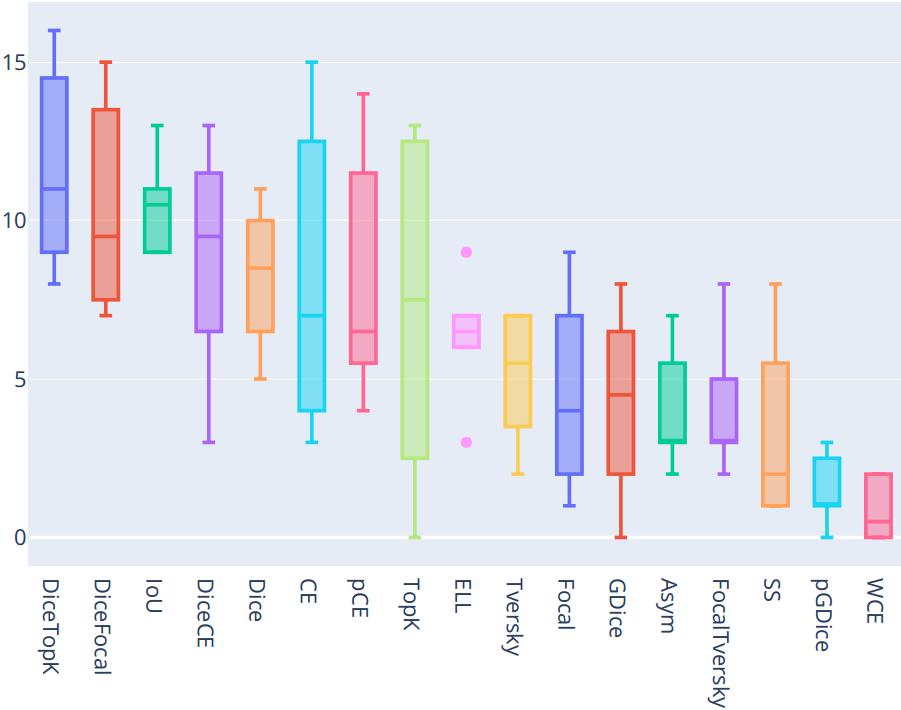 15
10
5
0
DiceTopK
DiceFocal
IoU
DiceCE
Dice
CE
pCE
TopK
ELL
Tversky
Focal
GDice
Asym
FocalTversky
SS
pGDice
WCE